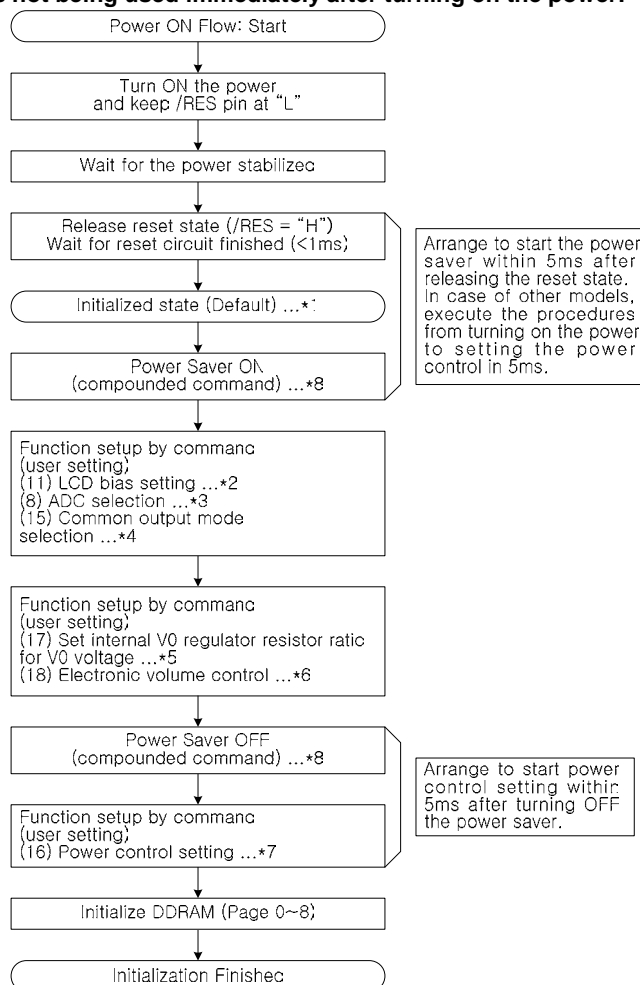 not being used immediately after turning on the power:
Power ON Flow: Start
Turn ON the power
and keep /RES pin at “L”
Wait for the power stabilized
Release reset state (/RES = “H”)
Wait for reset circuit finished (<1ms)
Initialized state (Default) ...*1
Power Saver ON
(compounded command) ...*8
Arrange to start the power
saver within 5ms after
releasing the reset state.
In case of other models,
execute the procedures
from turning on the power
to setting the power
control in 5ms.
Function setup by command
(user setting)
(11) LCD bias setting ...*2
(8) ADC selection ...*3
(15) Common output mode
selection ...*4
Function setup by command
(user setting)
(17) Set internal V0 regulator resistor ratio
for V0 voltage ...*5
(18) Electronic volume control ...*6
Power Saver OFF
(compounded command) ...*8
Function setup by command
(user setting)
(16) Power control setting ...*7
Arrange to start power
control setting within
5ms after turning OFF
the power saver.
Initialize DDRAM (Page 0~8)
Initialization Finished